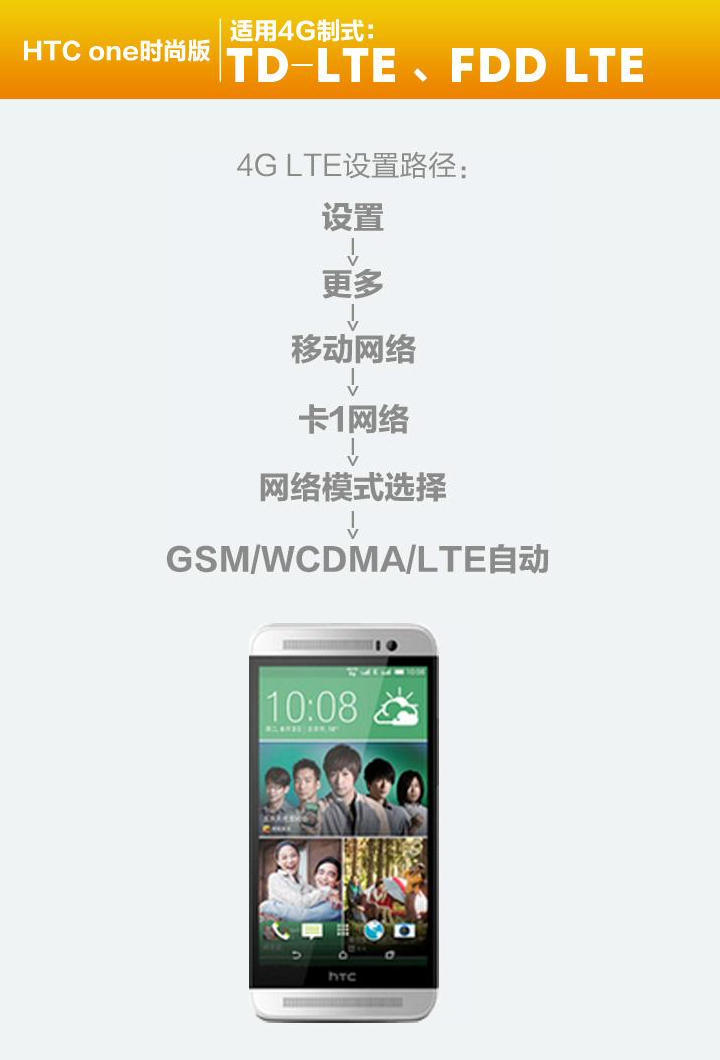 HTC one时尚版
适用4G制式：
TD-LTE、FDD LTE
4G LTE设置路径：
设置
更多
移动网络
卡1网络
网络模式选择
GSM/WCDMA/LTE自动
10:08
hTC